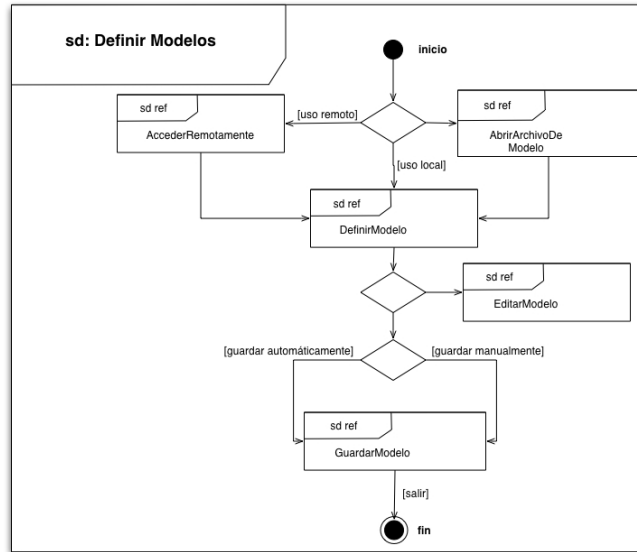 sd: Definir Modelos
inicio
sd ref
AccederRemotamente
[uso remoto]
sd ref
AbrirArchivoDe
Modelo
[uso local]
sd ref
DefinirModelo
sd ref
EditarModelo
[guardar automáticamente]
[guardar manualmente]
sd ref
GuardarModelo
[salir]
fin